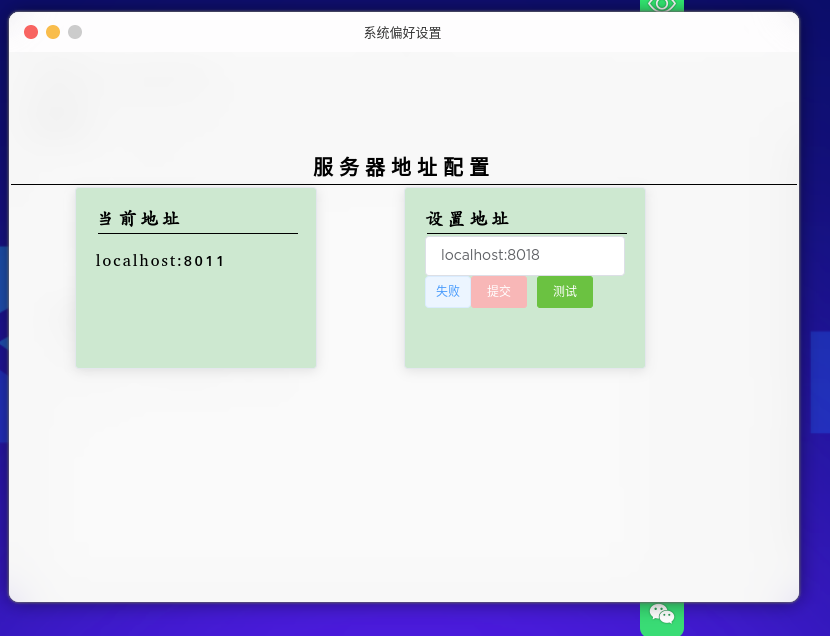 系统偏好设置
服务器地址配置
当前地址
localhost:8011
设置地址
localhost:8018
失败 提交 测试